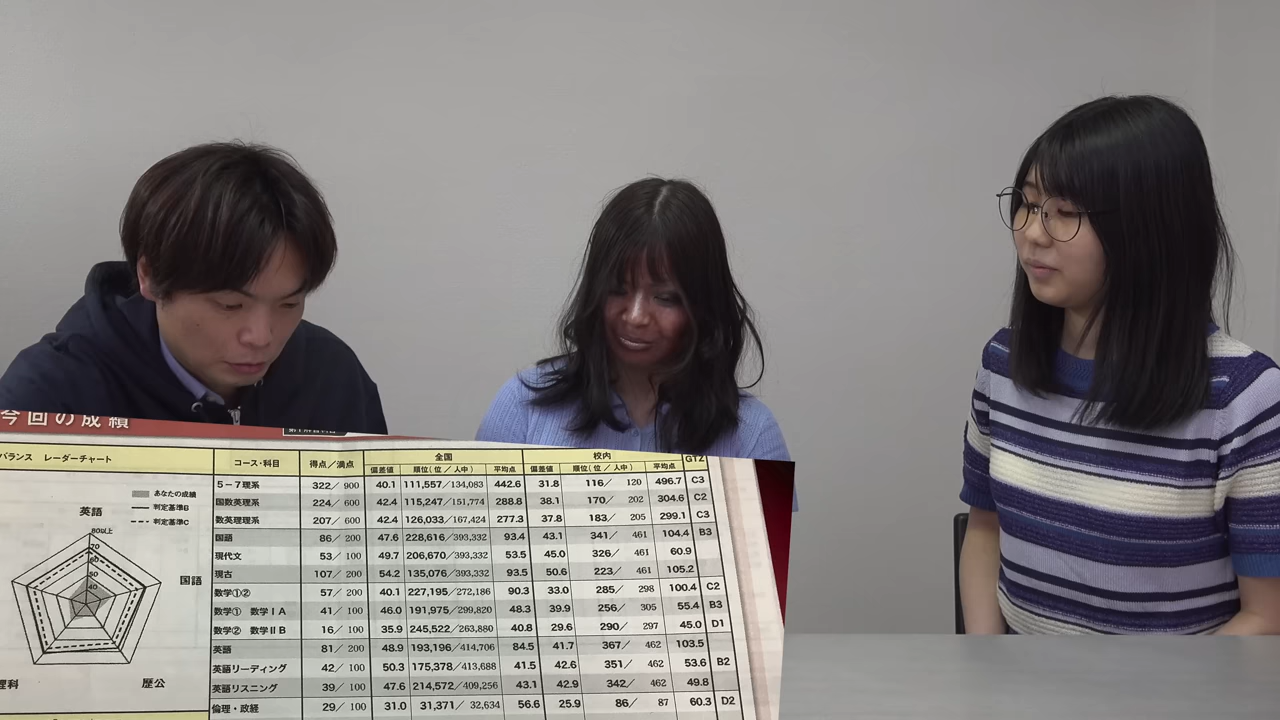 今回の成績
バランス レーダーチャート
あなたの成績
判定基準B
判定基準C
英語
80以上
70
60
50
40
国語
理科
歴公
コース・科目 得点/満点 全国 校内 GTZ
偏差値 順位(位/人中) 平均点 偏差値 順位(位/人中) 平均点
5-7理系 322/ 900 40.1 111,557/134,083 442.6 31.8 116/ 120 496.7 C3
国数英理系 224/ 600 42.4 115,247/151,774 288.8 38.1 170/ 202 304.6 C2
数英理理系 207/ 600 42.4 126,033/167,424 277.3 37.8 183/ 205 299.1 C3
国語 86/ 200 47.6 228,616/393,332 93.4 43.1 341/ 461 104.4 B3
現代文 53/ 100 49.7 206,670/393,332 53.5 45.0 326/ 461 60.9
現古 107/ 200 54.2 135,076/393,332 93.5 50.6 223/ 461 105.2
数学①② 57/ 200 40.1 227,195/272,186 90.3 33.0 285/ 298 100.4 C2
数学① 数学ⅠA 41/ 100 46.0 191,975/299,820 48.3 39.9 256/ 305 55.4 B3
数学② 数学ⅡB 16/ 100 35.9 245,522/263,880 40.8 29.6 290/ 297 45.0 D1
英語 81/ 200 48.9 193,196/414,706 84.5 41.7 367/ 462 103.5
英語リーディング 42/ 100 50.3 175,378/413,688 41.5 42.6 351/ 462 53.6 B2
英語リスニング 39/ 100 47.6 214,572/409,256 43.1 42.9 342/ 462 49.8
倫理・政経 29/ 100 31.0 31,371/ 32,634 56.6 25.9 86/ 87 60.3 D2